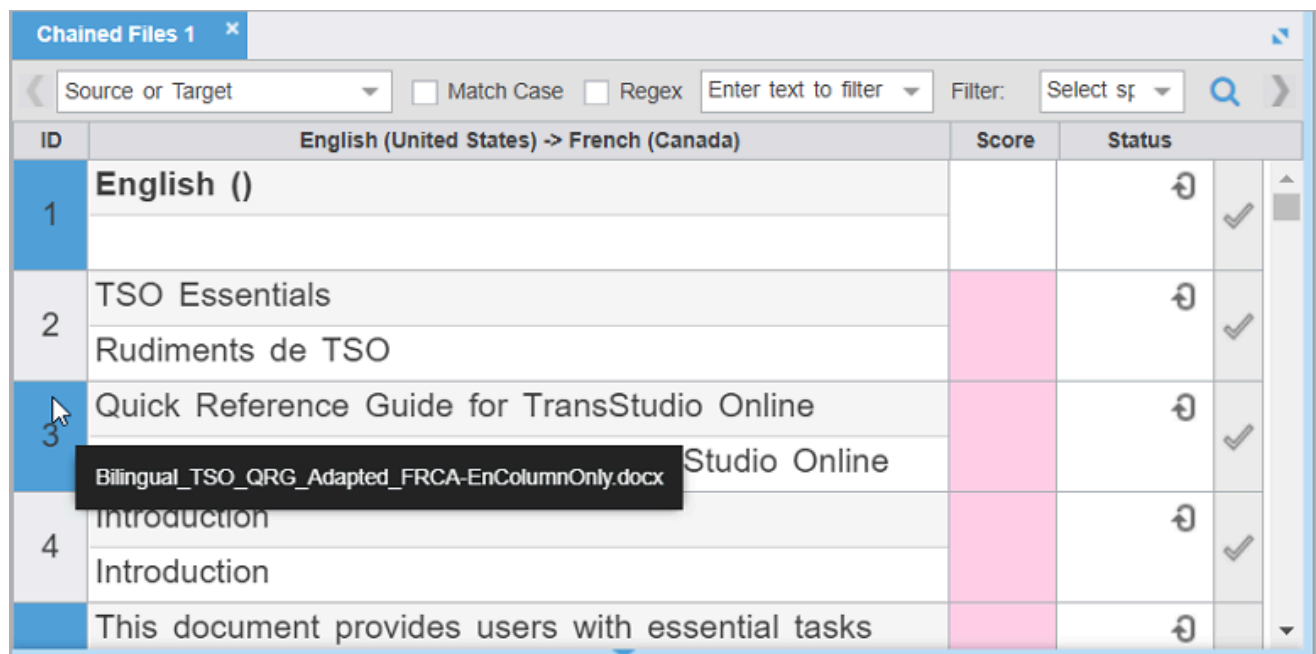 Chained Files 1 ×
Source or Target Match Case Regex Enter text to filter Filter: Select sp
ID English (United States) -> French (Canada) Score Status
1 English ()
2 TSO Essentials
Rudiments de TSO
3 Quick Reference Guide for TransStudio Online
Studio Online
Bilingual_TSO_QRG_Adapted_FRCA-EnColumnOnly.docx
4 Introduction
Introduction
This document provides users with essential tasks